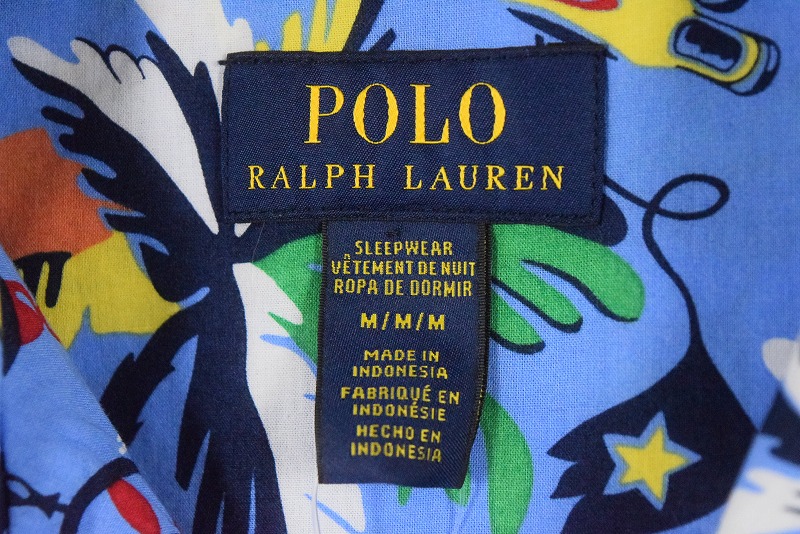 POLO
RALPH LAUREN
SLEEPWEAR
VÊTEMENT DE NUIT
ROPA DE DORMIR
M/M/M
MADE IN
INDONESIA
FABRIQUÉ EN
INDONÉSIE
HECHO EN
INDONESIA